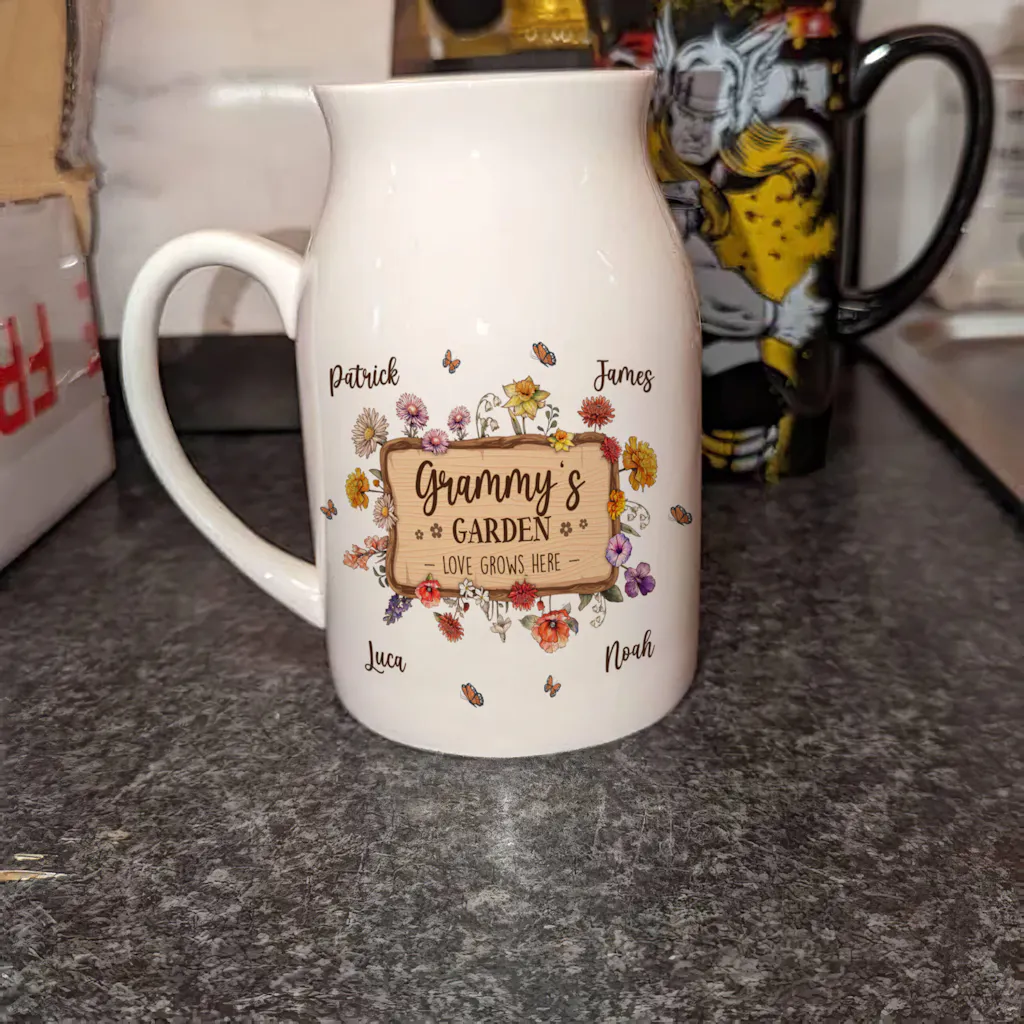 Patrick
James
Grammy's
GARDEN
- LOVE GROWS HERE -
Luca
Noah